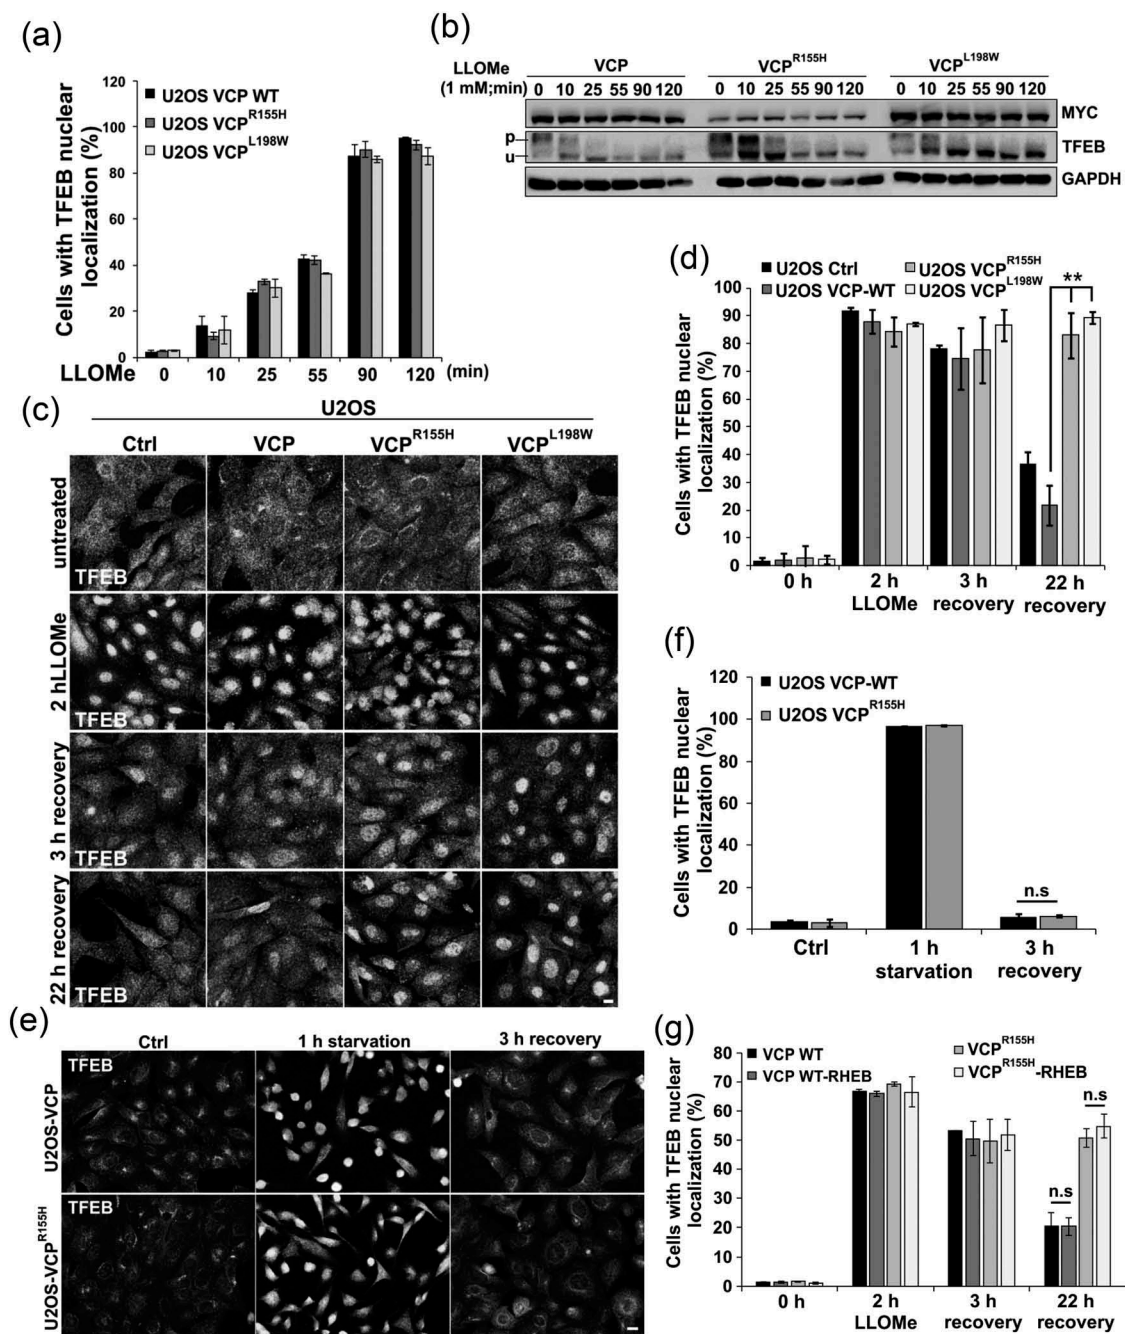 (a)
Cells with TFEB nuclear
localization (%)
120
100
80
60
40
20
0
U2OS VCP WT
U2OS VCP^R155H
U2OS VCP^L198W
LLOMe 0 10 25 55 90 120 (min)
(b)
LLOMe
(1 mM;min)
VCP VCP^R155H VCP^L198W
0 10 25 55 90 120 0 10 25 55 90 120 0 10 25 55 90 120
MYC
p
u
TFEB
GAPDH
(c)
U2OS
Ctrl VCP VCP^R155H VCP^L198W
untreated
TFEB
2 hLLOMe
TFEB
3 h recovery
TFEB
22 h recovery
TFEB
(d)
U2OS Ctrl U2OS VCP^R155H
U2OS VCP-WT U2OS VCP^L198W
**
Cells with TFEB nuclear
localization (%)
100
90
80
70
60
50
40
30
20
10
0
0 h 2 h 3 h 22 h
LLOMe recovery recovery
(e)
Ctrl 1 h starvation 3 h recovery
U2OS-VCP
TFEB
U2OS-VCP^R155H
TFEB
(f)
Cells with TFEB nuclear
localization (%)
120
100
80
60
40
20
0
U2OS VCP-WT
U2OS VCP^R155H
n.s
Ctrl 1 h 3 h
starvation recovery
(g)
Cells with TFEB nuclear
localization (%)
80
70
60
50
40
30
20
10
0
VCP WT VCP^R155H
VCP WT-RHEB VCP^R155H-RHEB
n.s
n.s
0 h 2 h 3 h 22 h
LLOMe recovery recovery